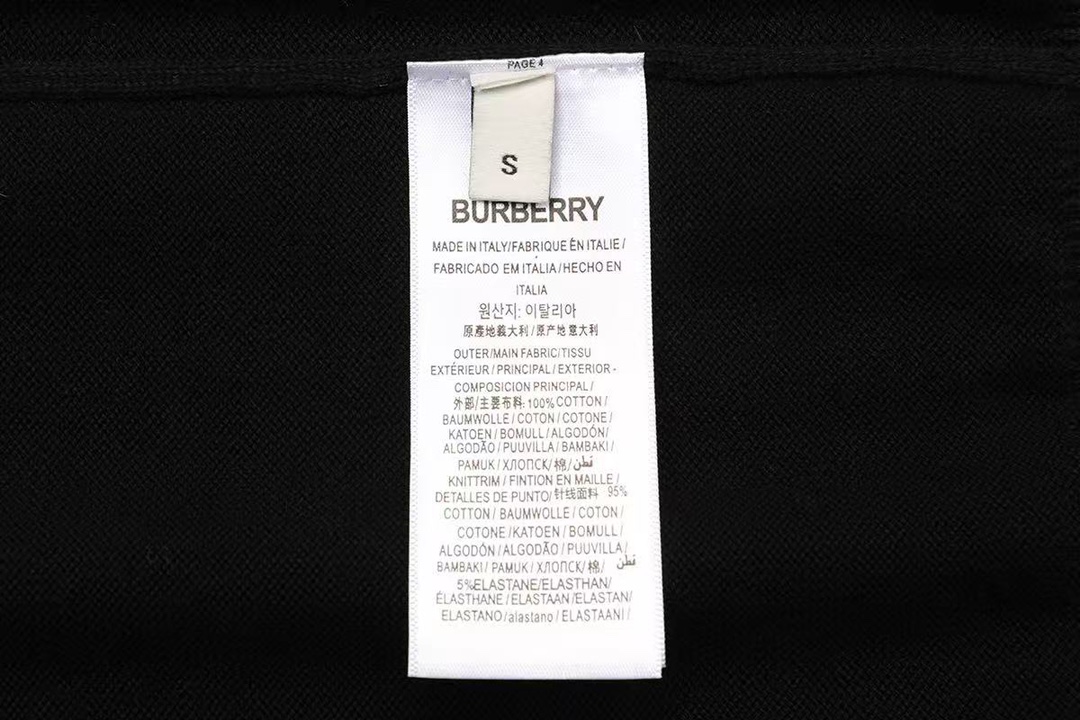 PAGE 4
S
BURBERRY
MADE IN ITALY/FABRIQUE ÊN ITALIE /
FABRICADO EM ITÁLIA/HECHO EN
ITALIA
원산지: 이탈리아
原產地義大利/原产地意大利
OUTER/MAIN FABRIC/TISSU
EXTÉRIEUR / PRINCIPAL / EXTERIOR -
COMPOSICION PRINCIPAL /
外部/主要布料: 100% COTTON /
BAUMWOLLE / COTON / COTONE /
KATOEN / BOMULL / ALGODÓN/
ALGODÃO / PUUVILLA / BAMBAKI /
PAMUK / ХЛОПСК/ 棉/ قطن
KNITTRIM / FINTION EN MAILLE /
DETALLES DE PUNTO/ 针线面料 95%
COTTON / BAUMWOLLE / COTON /
COTONE /KATOEN / BOMULL /
ALGODÓN / ALGODÃO / PUUVILLA /
BAMBAKI / PAMUK / ХЛОПСК/ 棉/ قطن
5%ELASTANE/ELASTHAN/
ÉLASTHANE / ELASTAAN /ELASTAN/
ELASTANO/alastano / ELASTAANI /